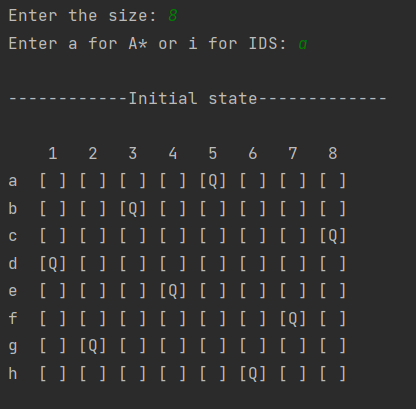 Enter the size: 8
Enter a for A* or i for IDS: a
------------Initial state-------------
1 2 3 4 5 6 7 8
a [ ] [ ] [ ] [ ] [Q] [ ] [ ] [ ]
b [ ] [ ] [Q] [ ] [ ] [ ] [ ] [ ]
c [ ] [ ] [ ] [ ] [ ] [ ] [ ] [Q]
d [Q] [ ] [ ] [ ] [ ] [ ] [ ] [ ]
e [ ] [ ] [ ] [Q] [ ] [ ] [ ] [ ]
f [ ] [ ] [ ] [ ] [ ] [ ] [Q] [ ]
g [ ] [Q] [ ] [ ] [ ] [ ] [ ] [ ]
h [ ] [ ] [ ] [ ] [ ] [Q] [ ] [ ]